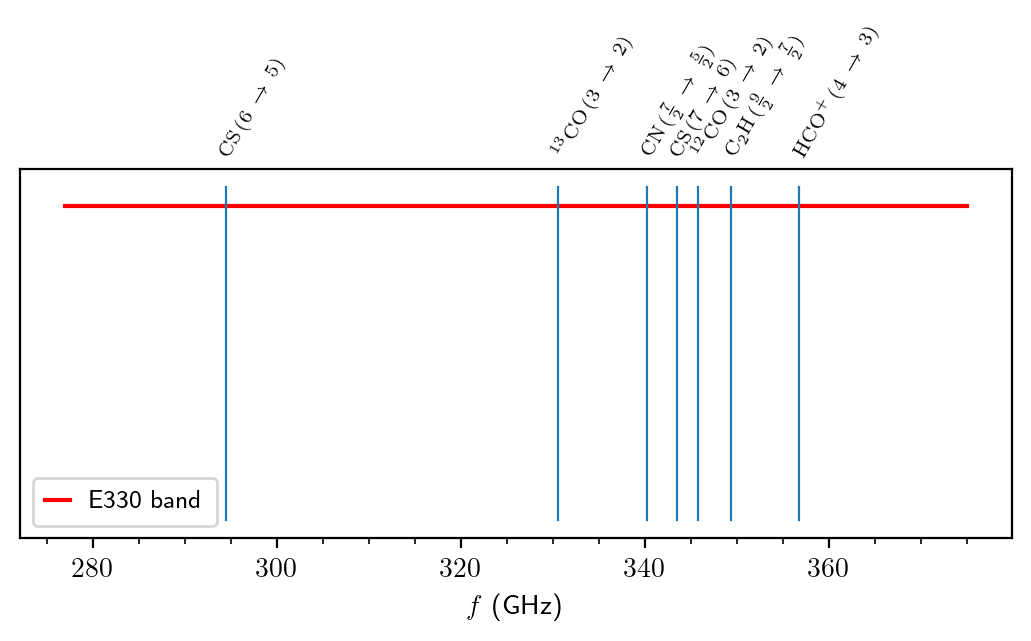 CS (6 → 5)
¹³CO (3 → 2)
CN (7/2 → 5/2)
CS (7 → 6)
¹²CO (3 → 2)
C₂H (9/2 → 7/2)
HCO⁺ (4 → 3)
E330 band
280 300 320 340 360
f (GHz)